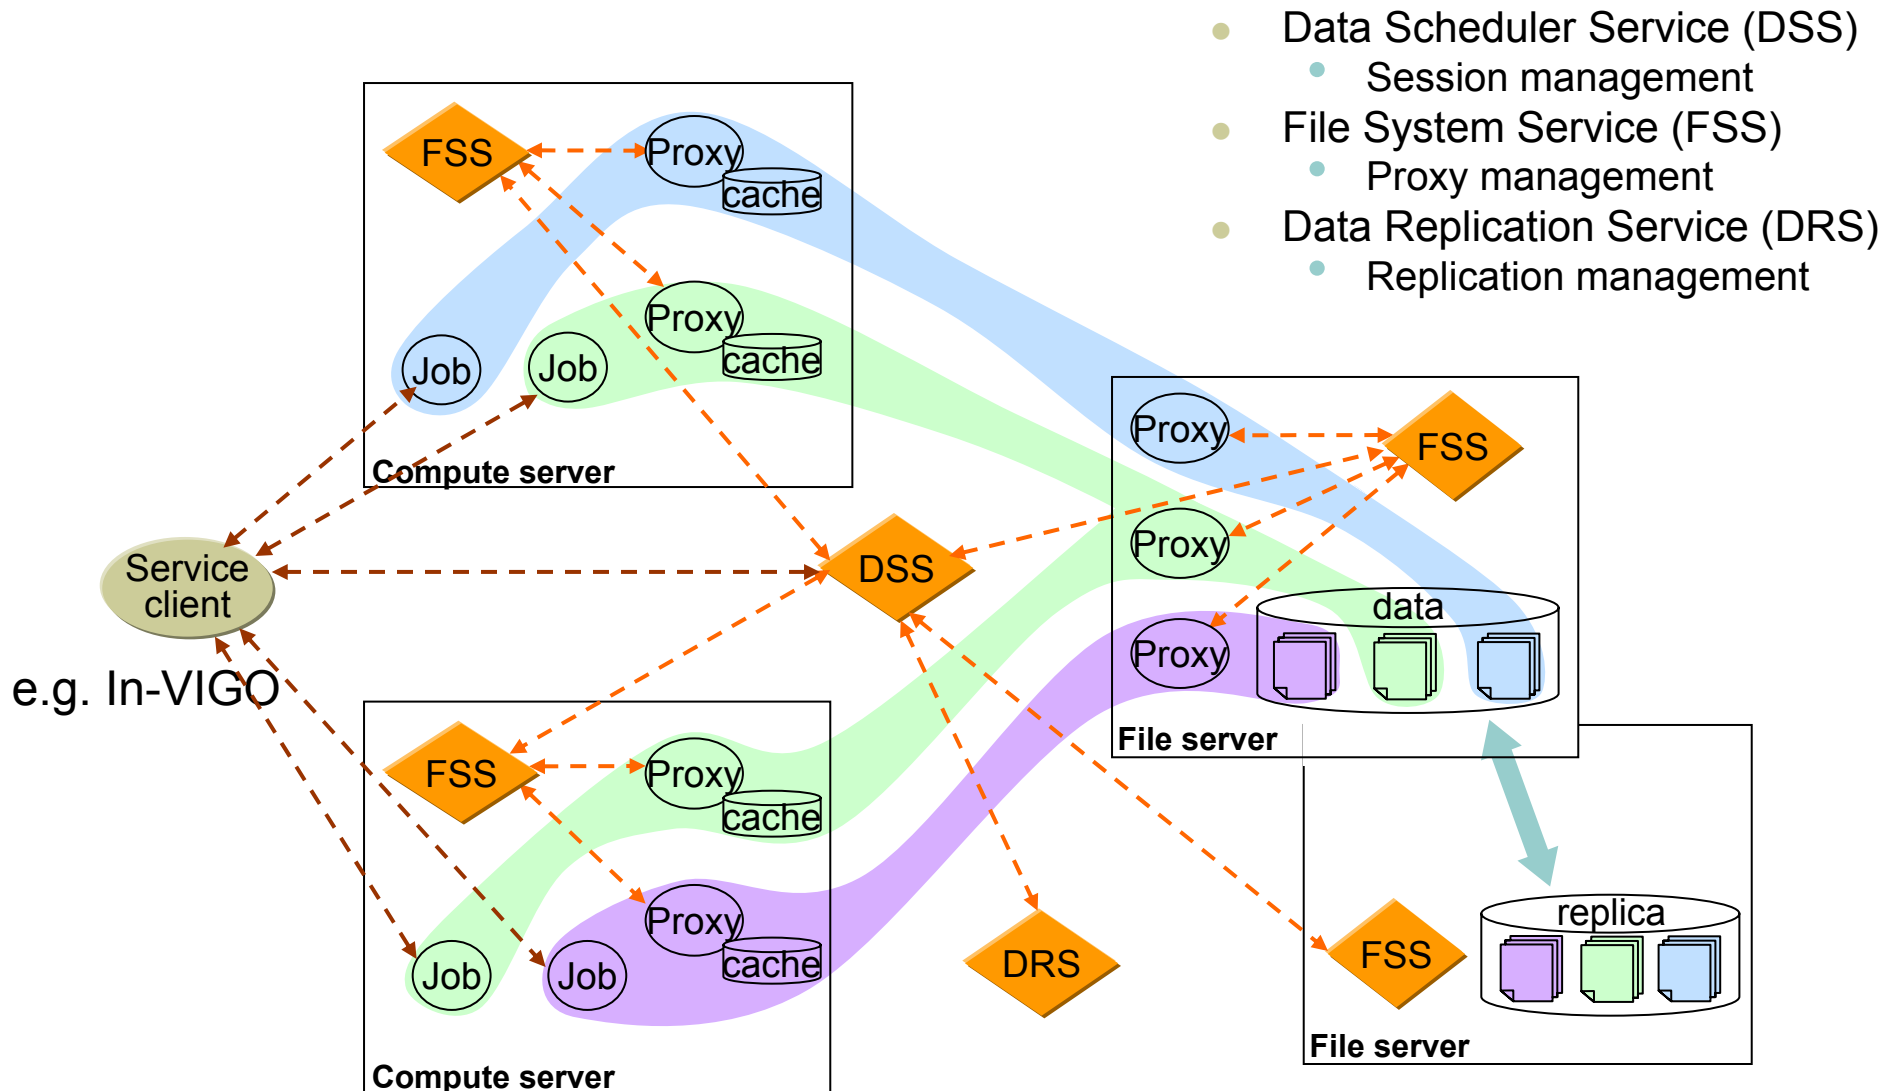 Data Scheduler Service (DSS)
Session management
File System Service (FSS)
Proxy management
Data Replication Service (DRS)
Replication management
FSS
Proxy
cache
Proxy
cache
Job
Job
Compute server
Proxy
FSS
Proxy
data
Proxy
File server
Service
client
DSS
e.g. In-VIGO
FSS
Proxy
cache
Proxy
cache
Job
Job
Compute server
DRS
FSS
replica
File server